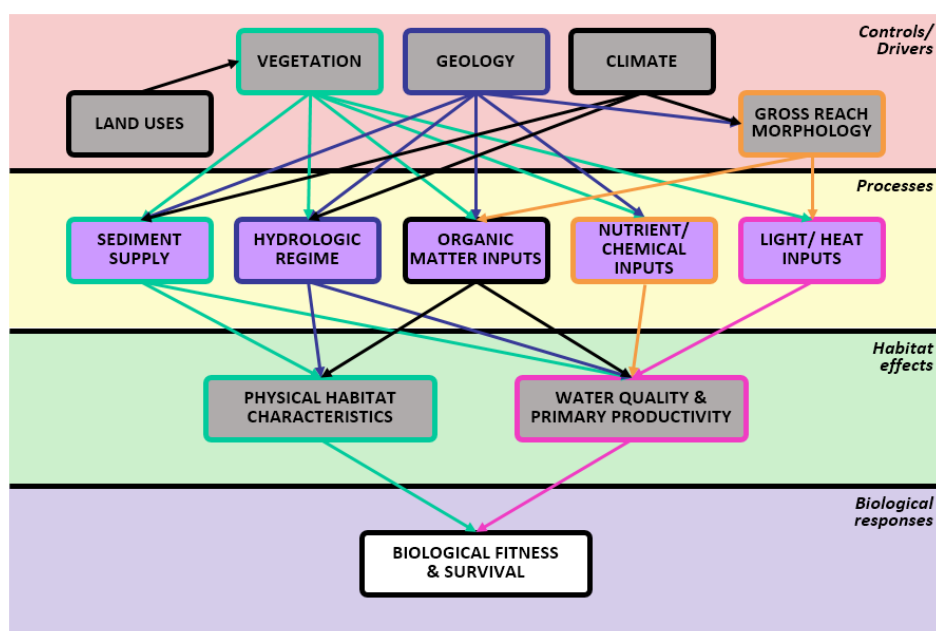 Controls/
Drivers
VEGETATION
GEOLOGY
CLIMATE
LAND USES
GROSS REACH
MORPHOLOGY
Processes
SEDIMENT
SUPPLY
HYDROLOGIC
REGIME
ORGANIC
MATTER INPUTS
NUTRIENT/
CHEMICAL
INPUTS
LIGHT/ HEAT
INPUTS
Habitat
effects
PHYSICAL HABITAT
CHARACTERISTICS
WATER QUALITY &
PRIMARY PRODUCTIVITY
Biological
responses
BIOLOGICAL FITNESS
& SURVIVAL